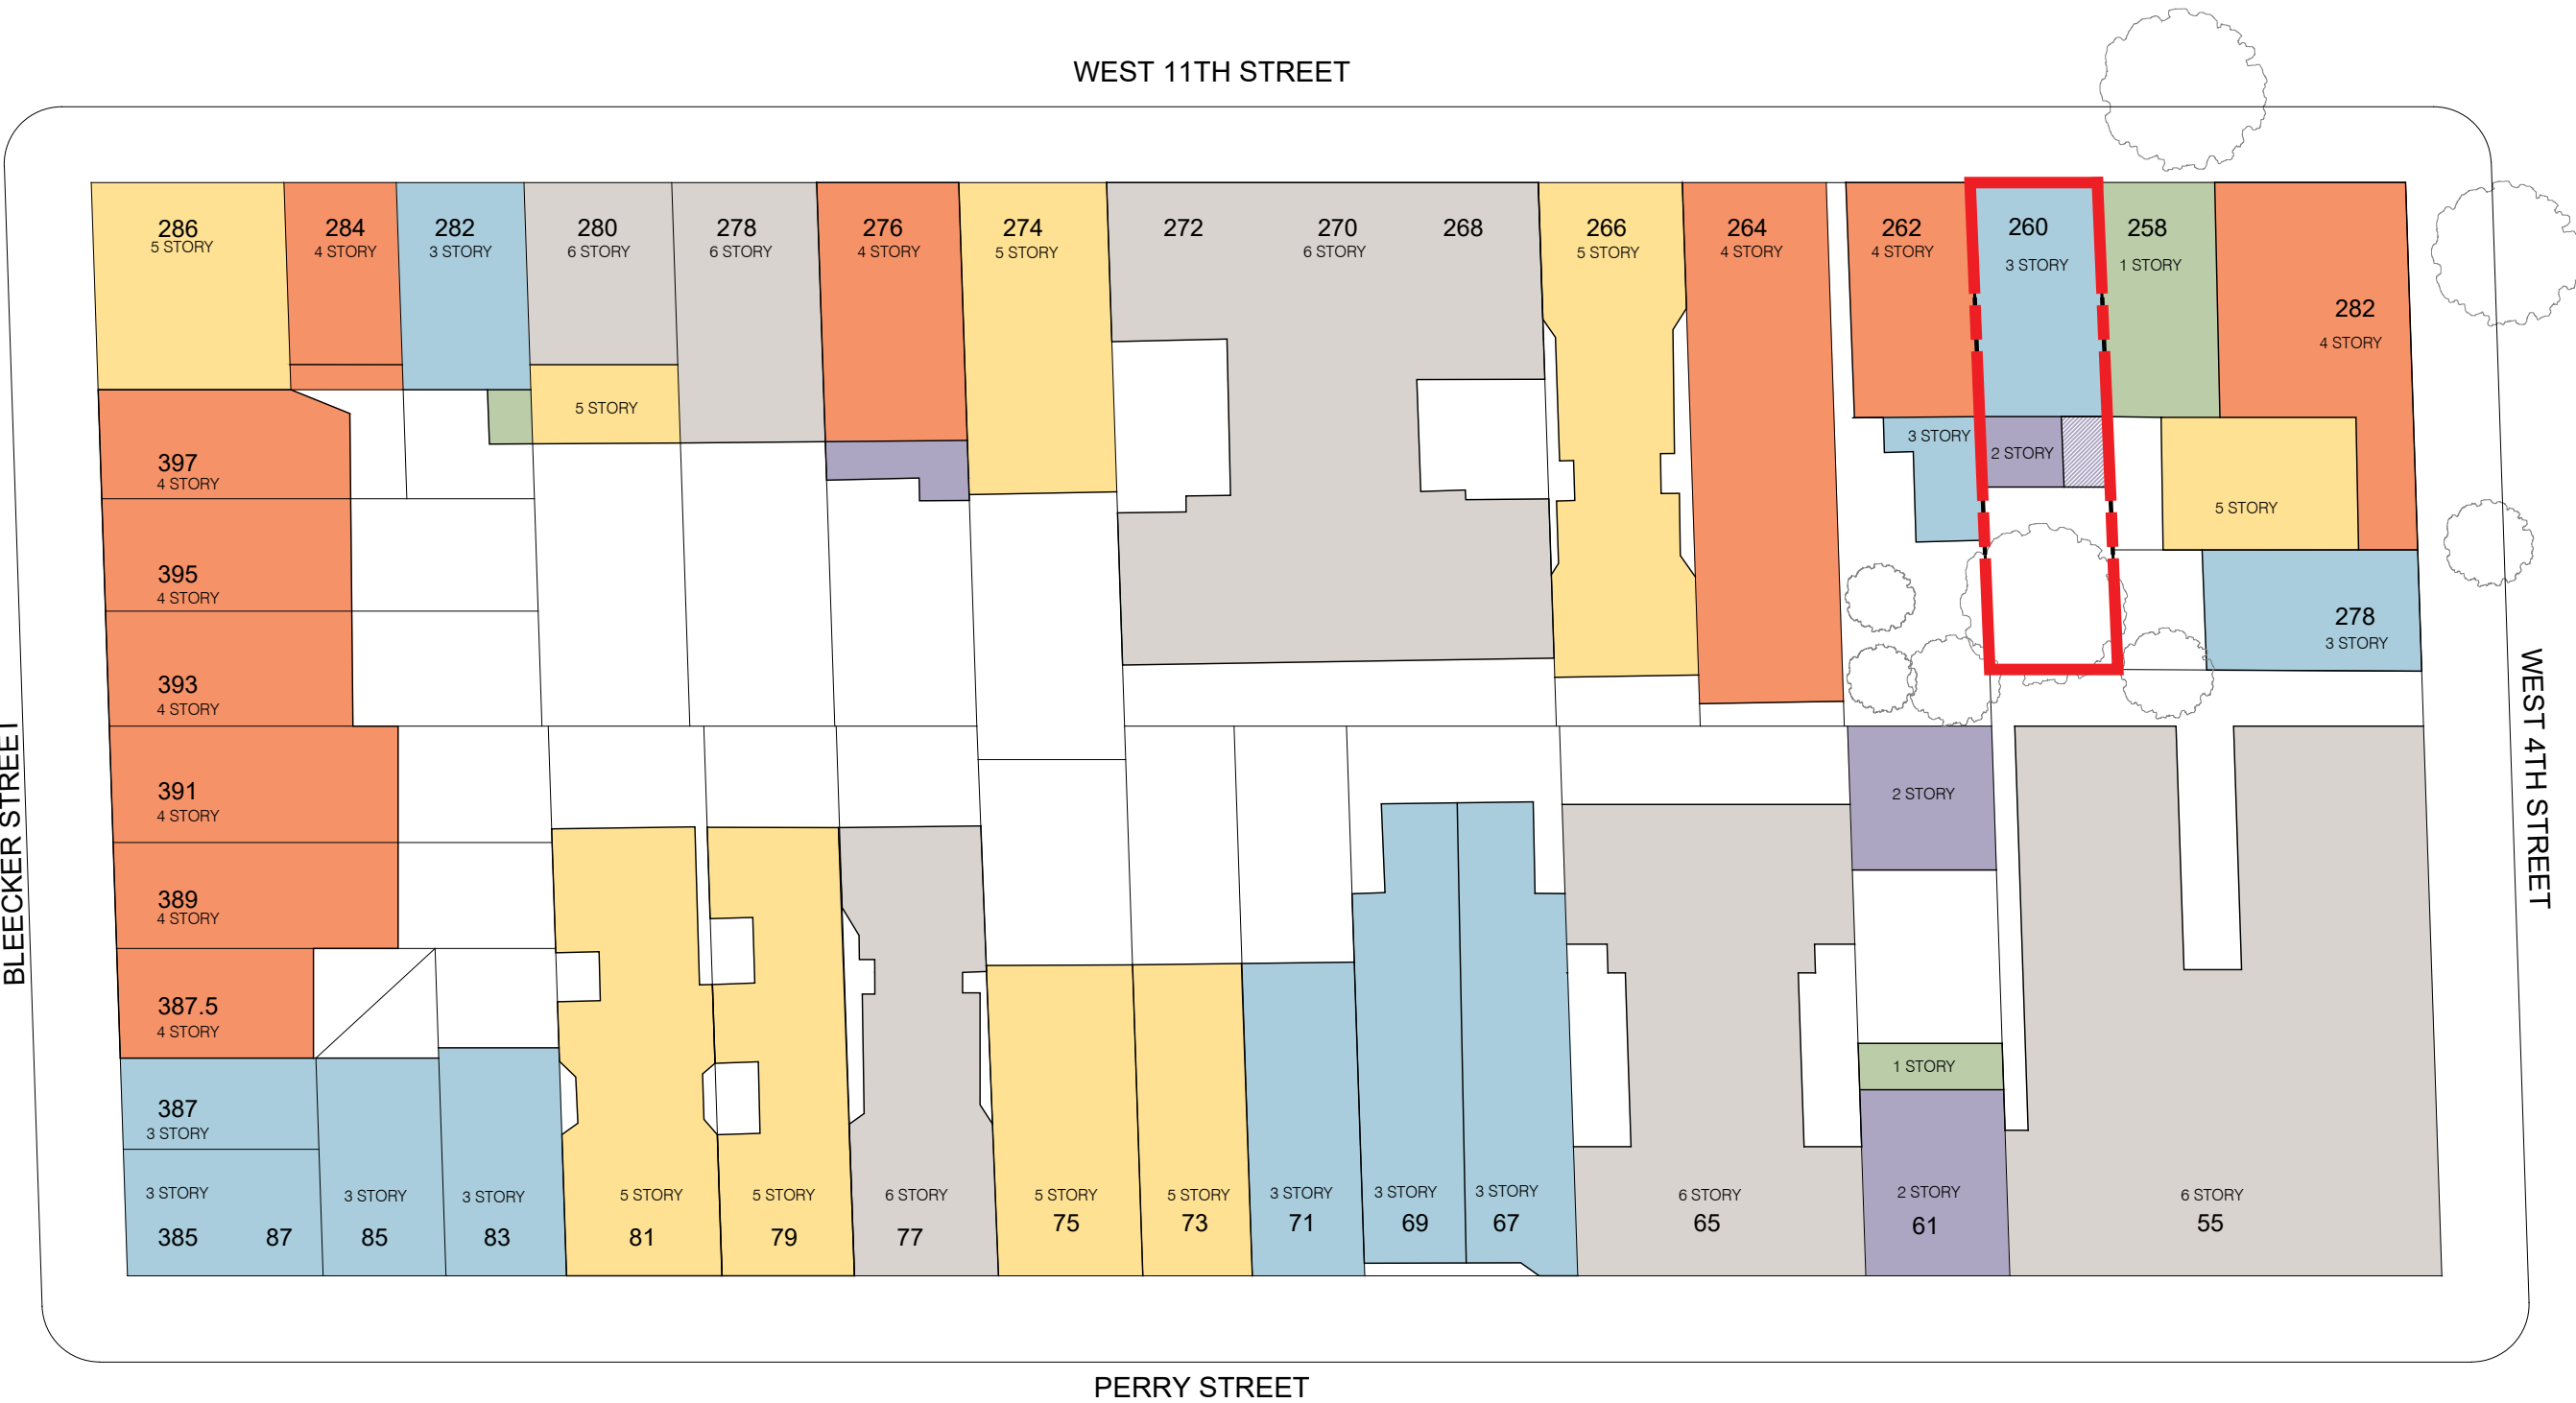 WEST 11TH STREET
286
5 STORY
284
4 STORY
282
3 STORY
280
6 STORY
278
6 STORY
276
4 STORY
274
5 STORY
272
270
268
6 STORY
266
5 STORY
264
4 STORY
262
4 STORY
260
3 STORY
258
1 STORY
282
4 STORY
5 STORY
3 STORY
2 STORY
5 STORY
278
3 STORY
397
4 STORY
395
4 STORY
393
4 STORY
391
4 STORY
389
4 STORY
387.5
4 STORY
387
3 STORY
BLEECKER STREET
WEST 4TH STREET
2 STORY
1 STORY
3 STORY
385
87
3 STORY
85
3 STORY
83
5 STORY
81
5 STORY
79
6 STORY
77
5 STORY
75
5 STORY
73
3 STORY
71
3 STORY
69
3 STORY
67
6 STORY
65
2 STORY
61
6 STORY
55
PERRY STREET